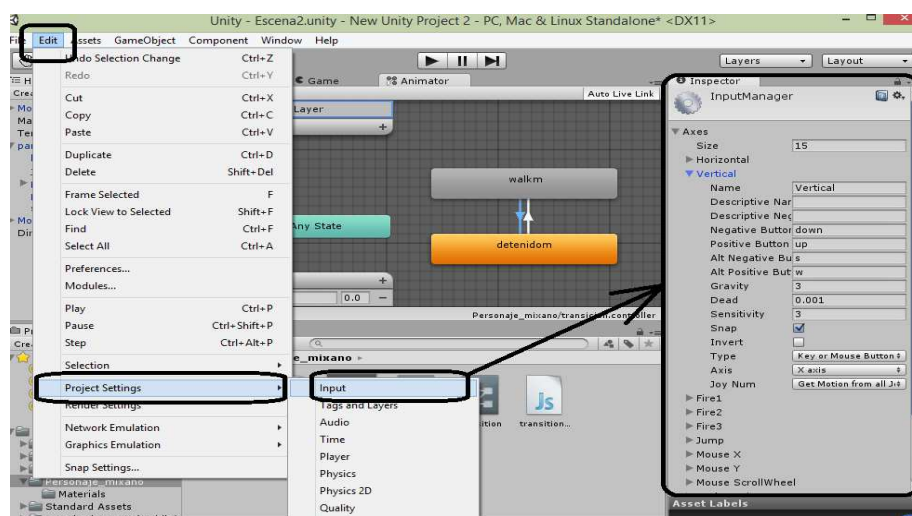 Unity - Escena2.unity - New Unity Project 2 - PC, Mac & Linux Standalone* <DX11>
Edit Assets GameObject Component Window Help
Layers
Layout
Undo Selection Change Ctrl+Z
Redo Ctrl+Y
Cut Ctrl+X
Copy Ctrl+C
Paste Ctrl+V
Duplicate Ctrl+D
Delete Shift+Del
Frame Selected F
Lock View to Selected Shift+F
Find Ctrl+F
Select All Ctrl+A
Preferences...
Modules...
Play Ctrl+P
Pause Ctrl+Shift+P
Step Ctrl+Alt+P
Selection
Project Settings
Render Settings
Network Emulation
Graphics Emulation
Snap Settings...
Personaje_mixano
Materials
Standard Assets
Input
Tags and Layers
Audio
Time
Player
Physics
Physics 2D
Quality
Game
Animator
Auto Live Link
Layer
walkm
Any State
detenidom
0.0
Personaje_mixano/transicion.controller
e_mixano
Js
ition
transition...
Inspector
InputManager
Axes
Size 15
Horizontal
Vertical
Name Vertical
Descriptive Nar
Descriptive Neg
Negative Button down
Positive Button up
Alt Negative Bu s
Alt Positive But w
Gravity 3
Dead 0.001
Sensitivity 3
Snap
Invert
Type Key or Mouse Button
Axis X axis
Joy Num Get Motion from all J
Fire1
Fire2
Fire3
Jump
Mouse X
Mouse Y
Mouse ScrollWheel
Asset Labels